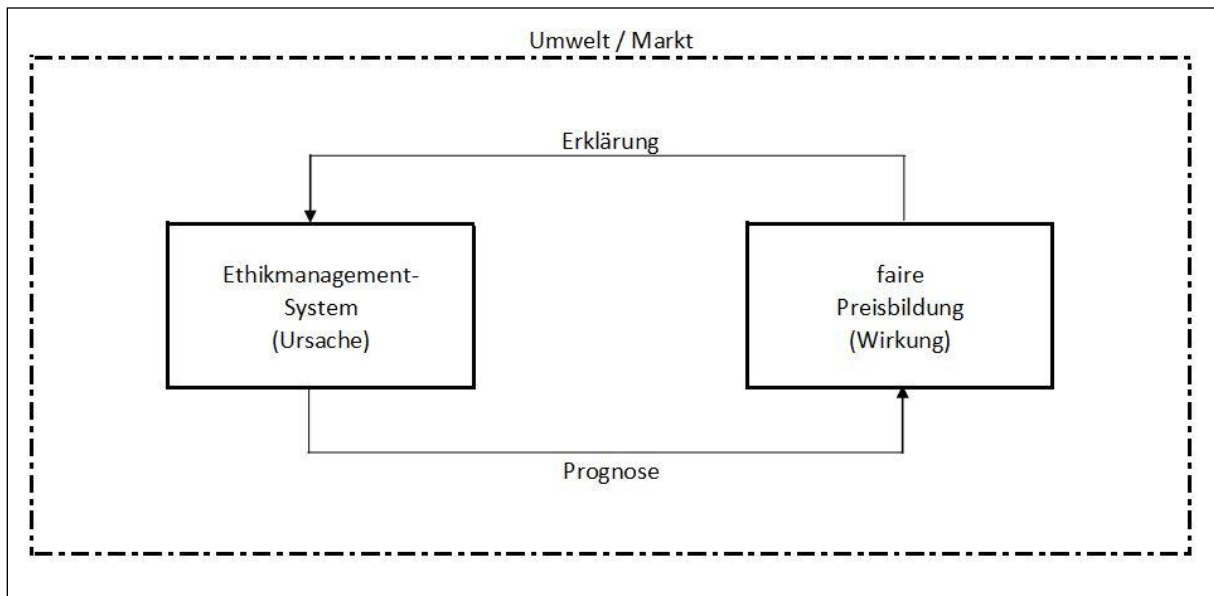 Umwelt / Markt
Erklärung
Ethikmanagement-
System
(Ursache)
faire
Preisbildung
(Wirkung)
Prognose